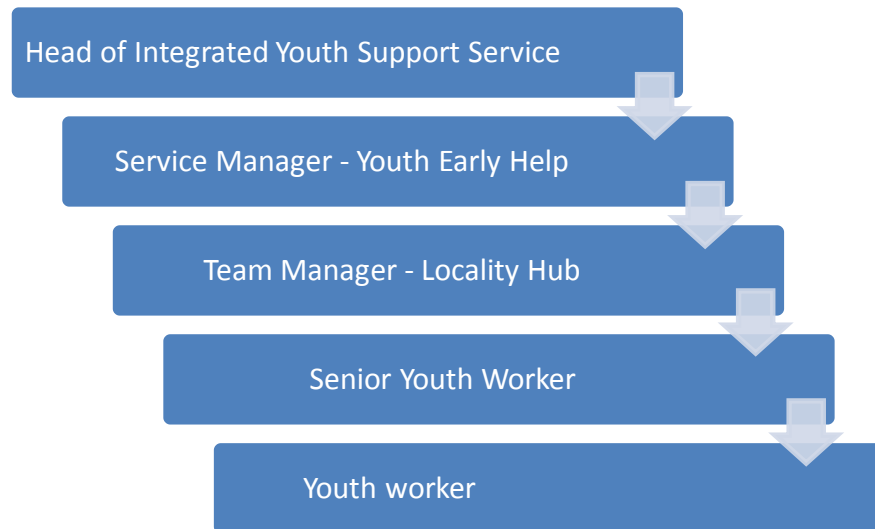 Head of Integrated Youth Support Service
Service Manager - Youth Early Help
Team Manager - Locality Hub
Senior Youth Worker
Youth worker